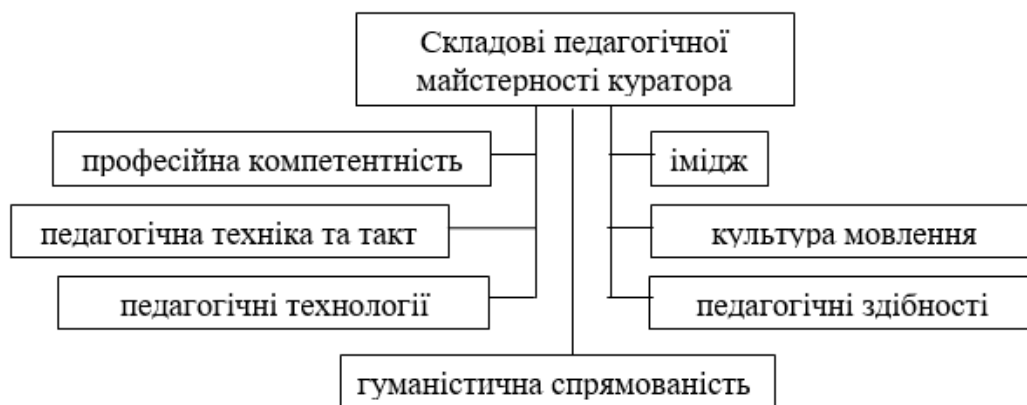 Складові педагогічної
майстерності куратора
професійна компетентність
імідж
педагогічна техніка та такт
культура мовлення
педагогічні технології
педагогічні здібності
гуманістична спрямованість